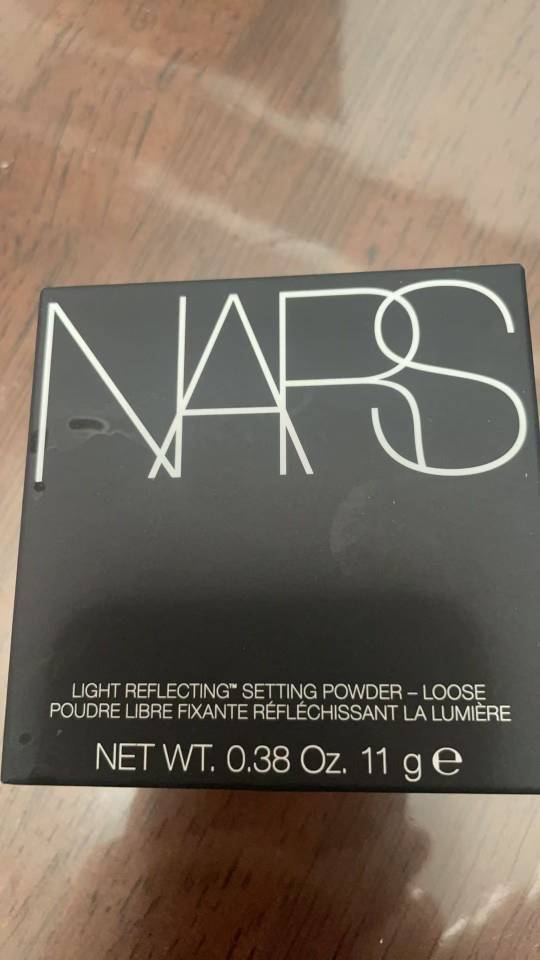 NARS
LIGHT REFLECTING™ SETTING POWDER – LOOSE
POUDRE LIBRE FIXANTE RÉFLÉCHISSANT LA LUMIÈRE
NET WT. 0.38 Oz. 11 g ℮